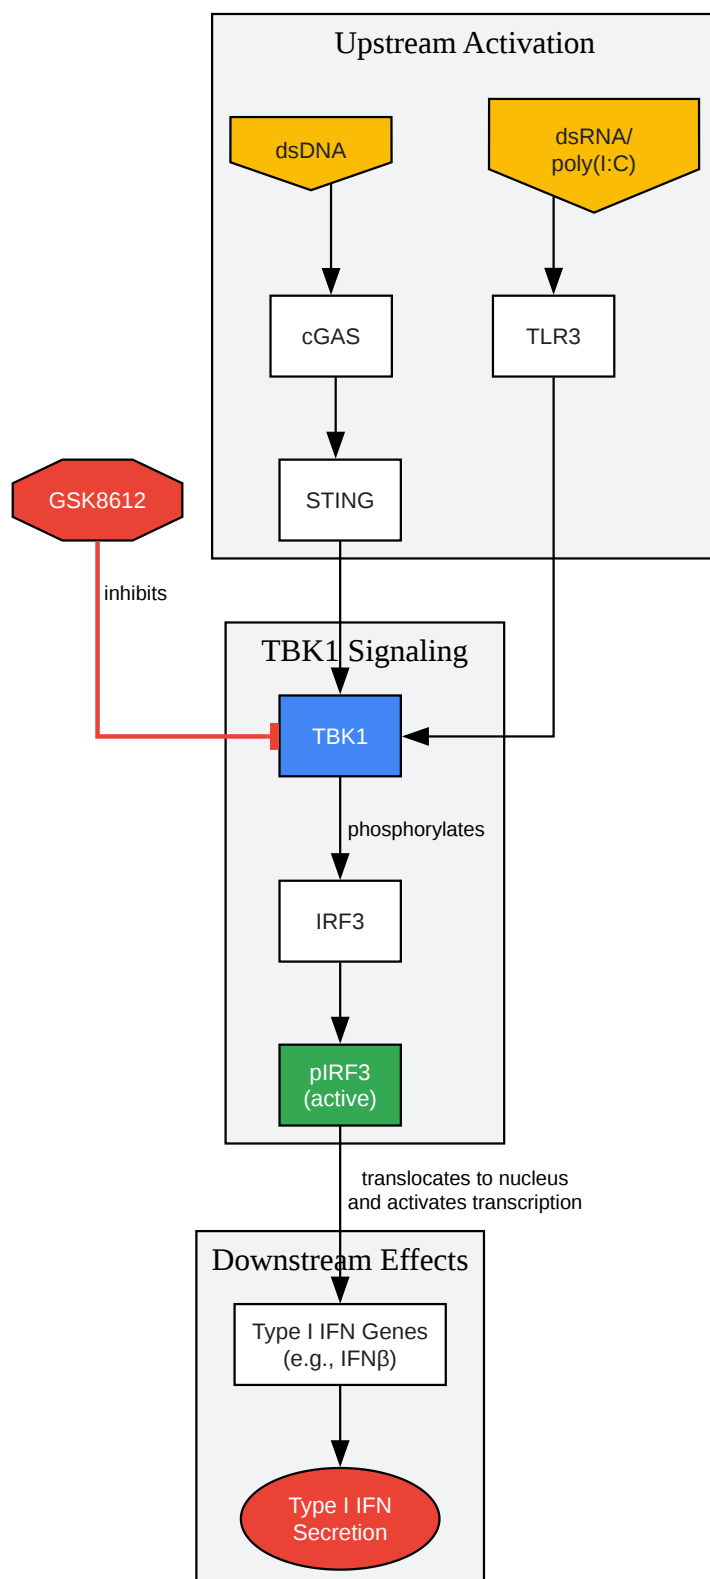 Upstream Activation
dsDNA
dsRNA/
poly(I:C)
cGAS
TLR3
GSK8612
STING
inhibits
TBK1 Signaling
TBK1
phosphorylates
IRF3
pIRF3
(active)
translocates to nucleus
and activates transcription
Downstream Effects
Type I IFN Genes
(e.g., IFNβ)
Type I IFN
Secretion